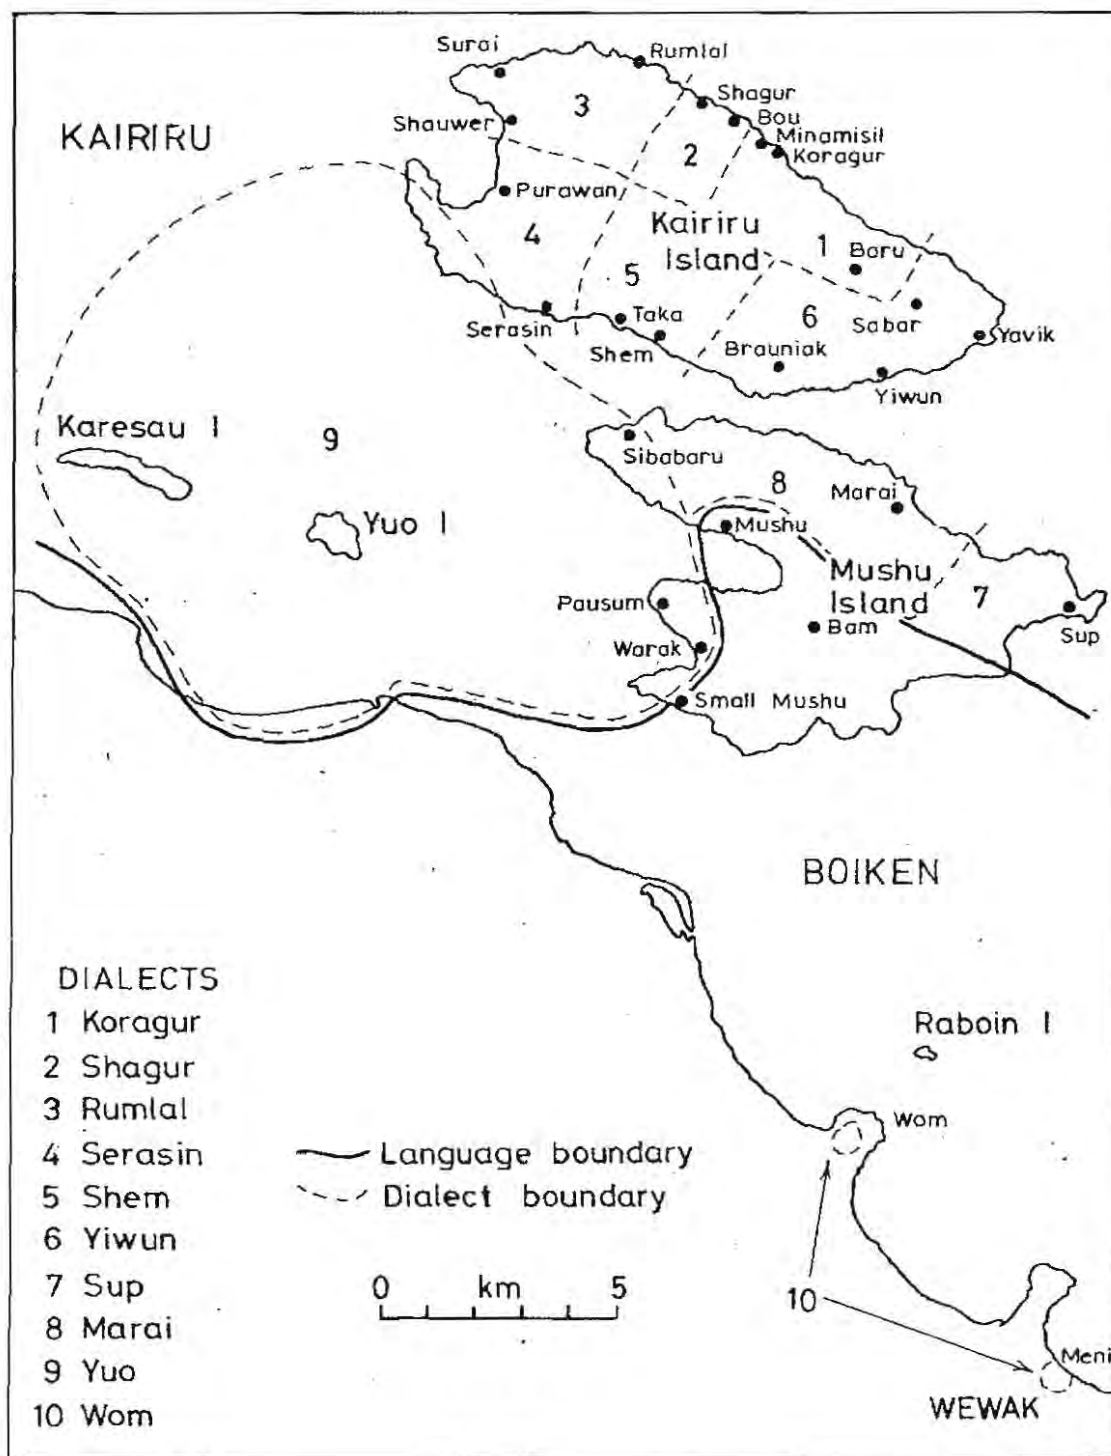 Surai
Rumlal
3
Shagur
Bou
Minamisil
Koragur
Shauwer
KAIRIRU
2
Purawan
4
Kairiru
Island
1
Baru
5
6
Sabar
Serasin
Taka
Shem
Brauniak
Yavik
Yiwun
Karesau I
9
Sibabaru
8
Marai
Yuo I
Mushu
Mushu
Island
7
Pausum
Bam
Sup
Warak
Small Mushu
BOIKEN
DIALECTS
1 Koragur
2 Shagur
3 Rumlal
4 Serasin
5 Shem
6 Yiwun
7 Sup
8 Marai
9 Yuo
10 Wom
Raboin I
Wom
Language boundary
Dialect boundary
0 km 5
10
Meni
WEWAK